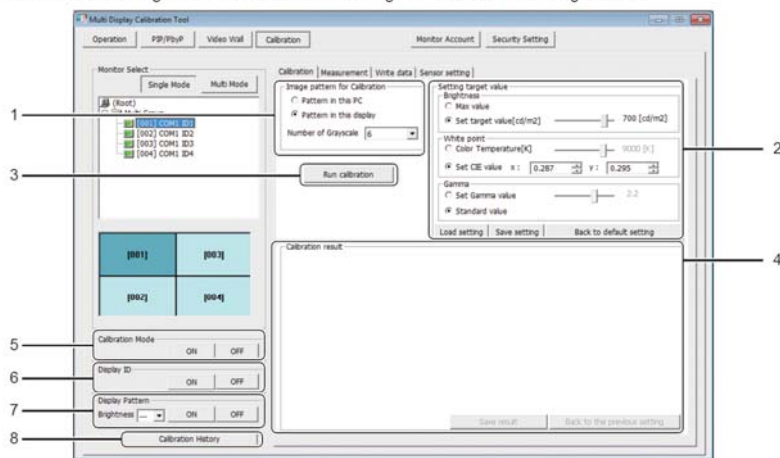 Multi Display Calibration Tool
Operation PIP/PbyP Video Wall Calibration Monitor Account Security Setting
Monitor Select
Single Mode Multi Mode
(Root)
[001] COM1 ID1
[002] COM1 ID2
[003] COM1 ID3
[004] COM1 ID4
Calibration Measurement Write data Sensor setting
Image pattern for Calibration
Pattern in this PC
Pattern in this display
Number of Grayscale 6
1
Setting target value
Brightness
Max value
Set target value[cd/m2] 700 [cd/m2]
White point
Color Temperature[K] 9000 [K]
Set CIE value x: 0.287 y: 0.295
Gamma
Set Gamma value 2.2
Standard value
Load setting Save setting Back to default setting
2
3
Run calibration
Calibration result
4
[001] [003]
[002] [004]
5
Calibration Mode
ON OFF
6
Display ID
ON OFF
7
Display Pattern
Brightness --- ON OFF
8
Calibration History
Save result Back to the previous setting